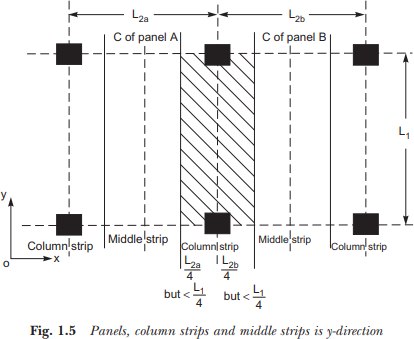 L2a L2b
C of panel A C of panel B
L1
y
Column strip Middle strip Column strip Middle strip Column strip
o x
L2a/4 L2b/4
but < L1/4 but < L1/4
Fig. 1.5 Panels, column strips and middle strips is y-direction